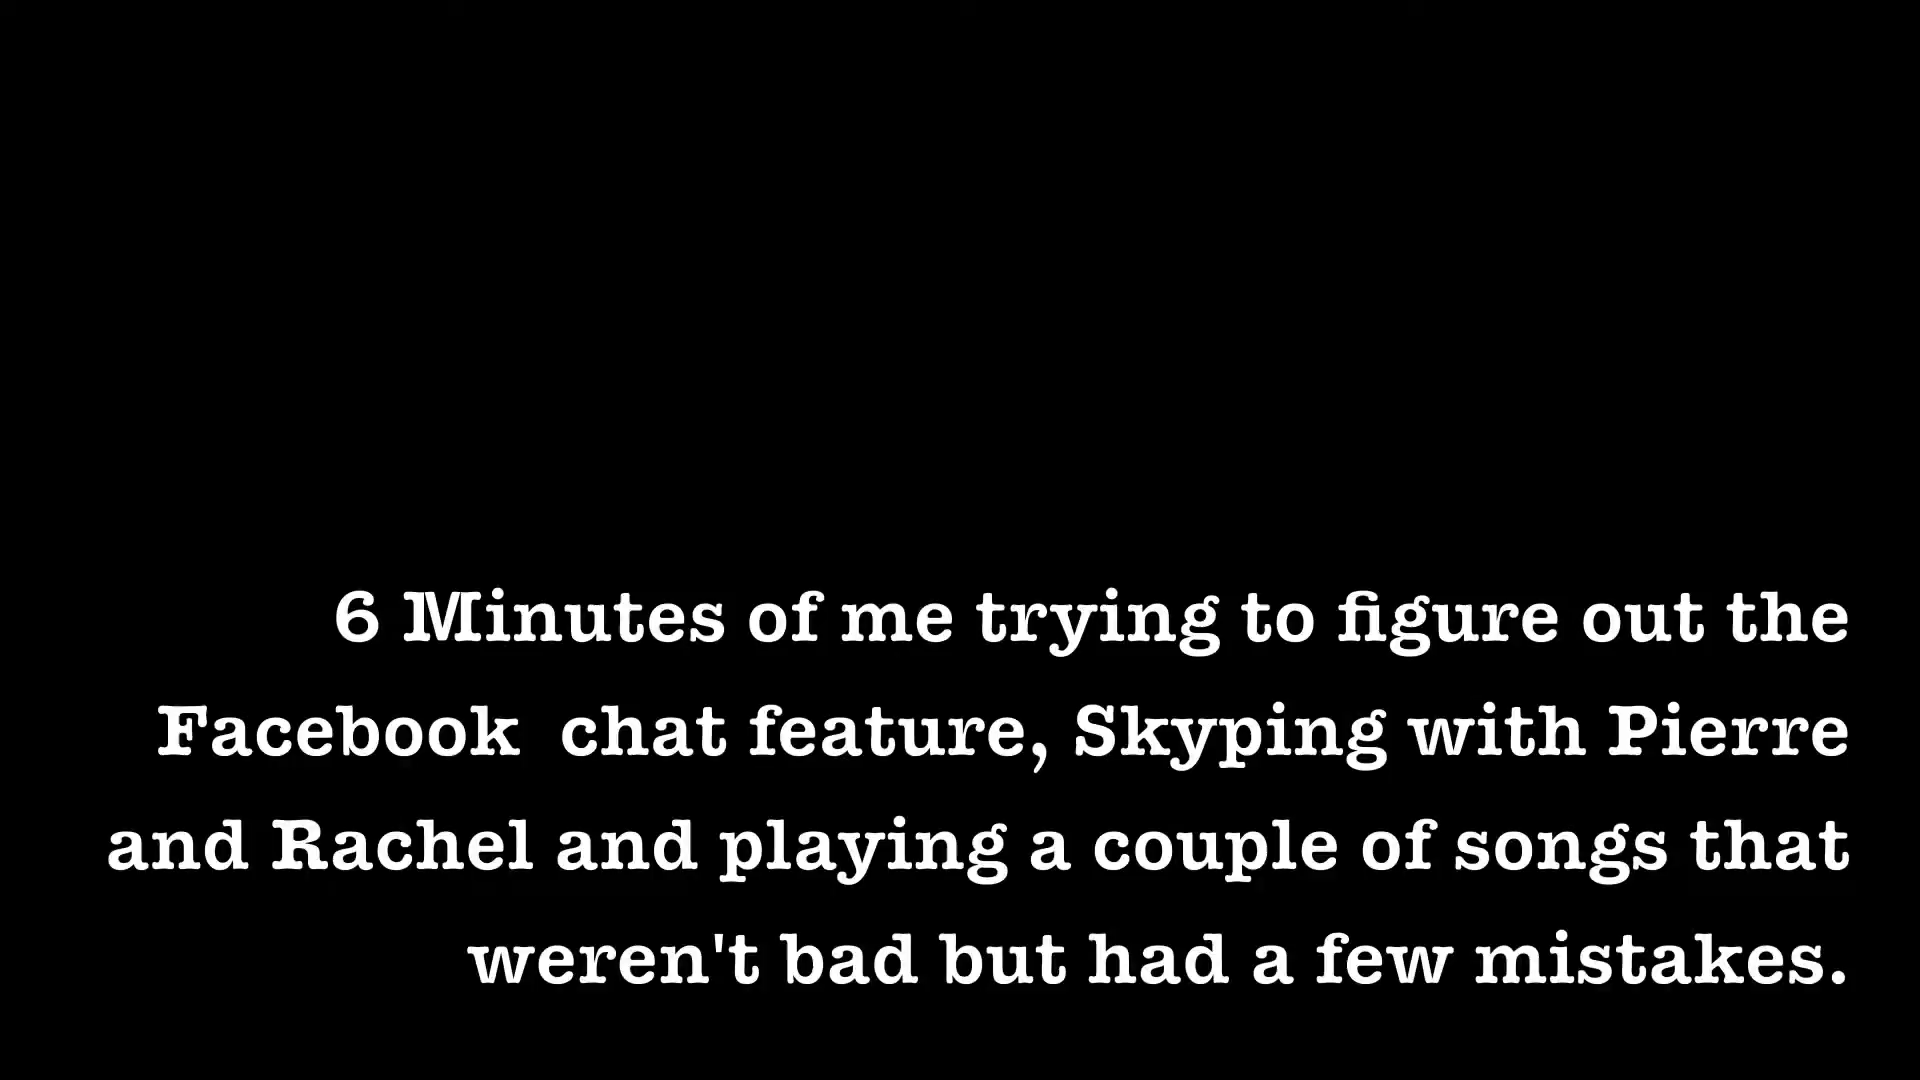 6 Minutes of me trying to figure out the
Facebook  chat feature, Skyping with Pierre
and Rachel and playing a couple of songs that
weren't bad but had a few mistakes.